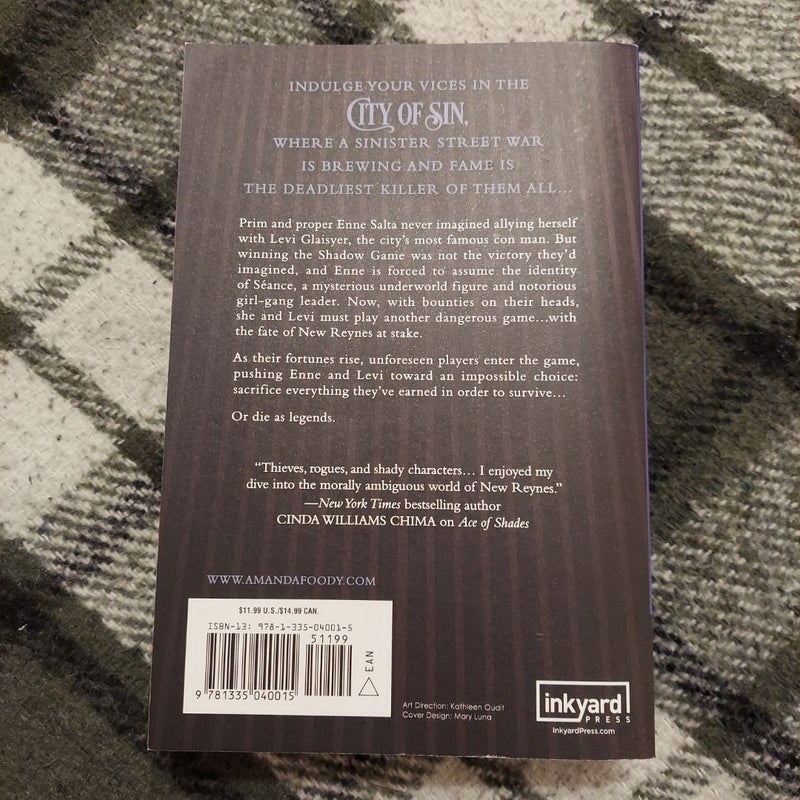 INDULGE YOUR VICES IN THE
CITY OF SIN,
WHERE A SINISTER STREET WAR
IS BREWING AND FAME IS
THE DEADLIEST KILLER OF THEM ALL...
Prim and proper Enne Salta never imagined allying herself
with Levi Glaisyer, the city's most famous con man. But
winning the Shadow Game was not the victory they'd
imagined, and Enne is forced to assume the identity
of Séance, a mysterious underworld figure and notorious
girl-gang leader. Now, with bounties on their heads,
she and Levi must play another dangerous game...with
the fate of New Reynes at stake.
As their fortunes rise, unforeseen players enter the game,
pushing Enne and Levi toward an impossible choice:
sacrifice everything they've earned in order to survive...
Or die as legends.
"Thieves, rogues, and shady characters... I enjoyed my
dive into the morally ambiguous world of New Reynes."
—New York Times bestselling author
CINDA WILLIAMS CHIMA on Ace of Shades
WWW.AMANDAFOODY.COM
$11.99 U.S./$14.99 CAN.
ISBN-13: 978-1-335-04001-5
51199
EAN
9 781335 040015
Art Direction: Kathleen Oudit
Cover Design: Mary Luna
inkyard
PRESS
InkyardPress.com